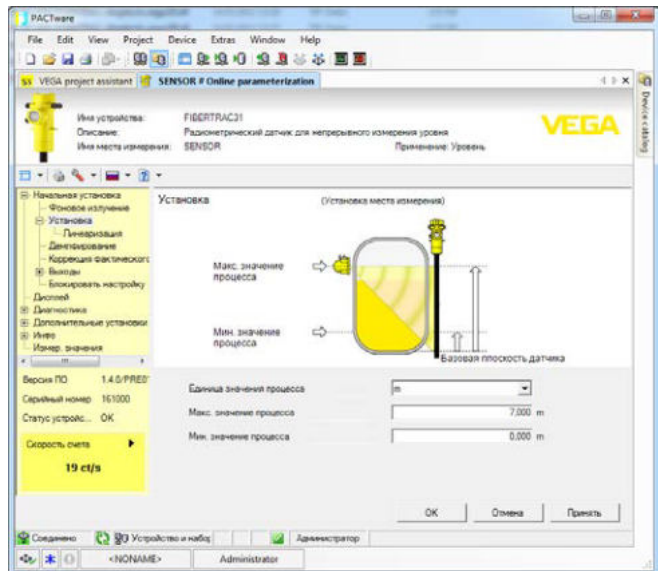 PACTware
File Edit View Project Device Extras Window Help
VEGA project assistant SENSOR # Online parameterization
Device catalog
Имя устройства: FIBERTRAC31
Описание: Радиометрический датчик для непрерывного измерения уровня
Имя места измерения: SENSOR Применение: Уровень
VEGA
Начальная установка
Фоновое излучение
Установка
Линеаризация
Демпфирование
Коррекция фактического
Выходы
Блокировать настройку
Дисплей
Диагностика
Дополнительные установки
Инфо
Измер. значения
Версия ПО 1.4.0/PRE0
Серийный номер 161000
Статус устройс... OK
Скорость счета
19 ct/s
Установка (Установка места измерения)
Макс. значение процесса
Мин. значение процесса
Базовая плоскость датчика
Единица значения процесса m
Макс. значение процесса 7,000 m
Мин. значение процесса 0,000 m
OK Отмена Принять
Соединено Устройство и набор Администратор
<NONAME> Administrator